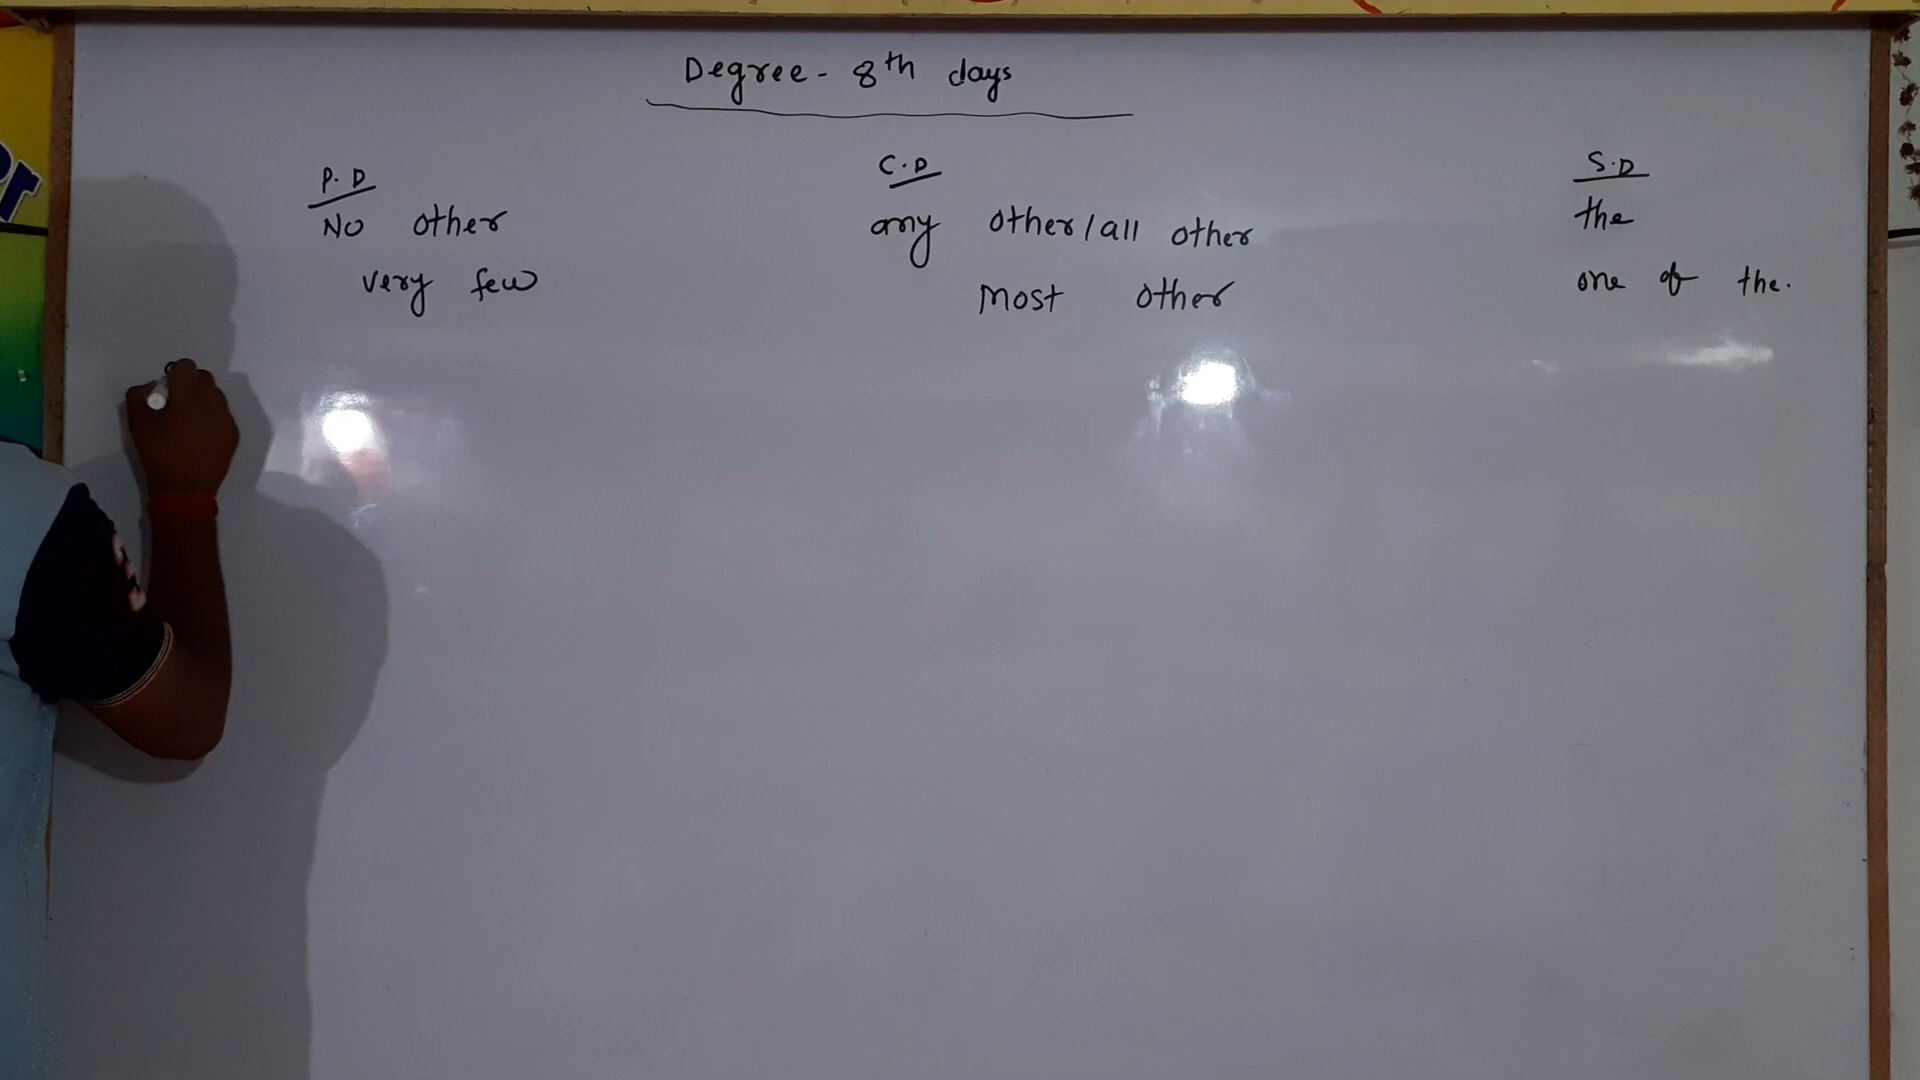 Degree - 8th days
P. D
C.D
S.D
No other
any other / all other
the
very few
most other
one of the.